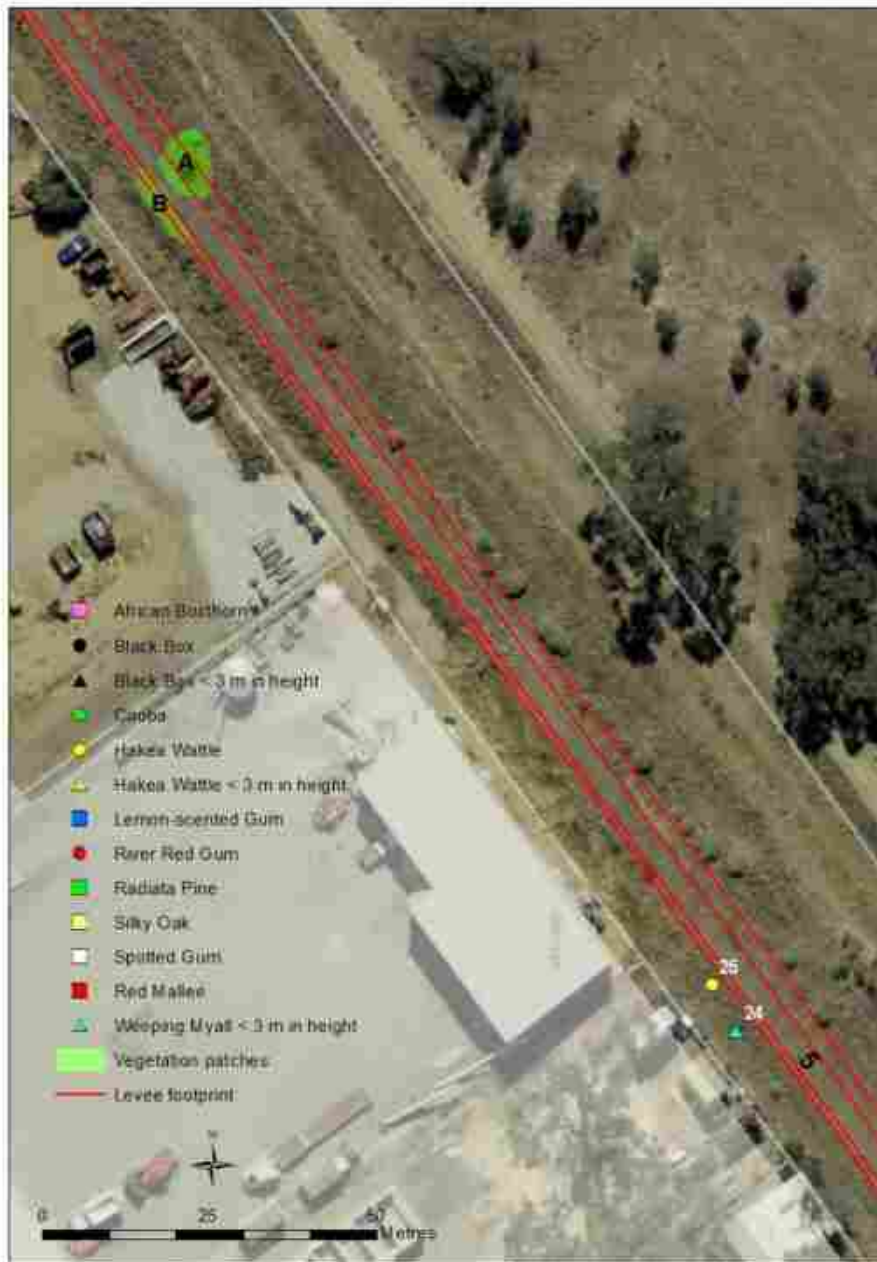 A
B
African Boxthorn
Black Box
Black Box < 3 m in height
Cooba
Hakea Wattle
Hakea Wattle < 3 m in height
Lemon-scented Gum
River Red Gum
Radiata Pine
Silky Oak
Spotted Gum
Red Mallee
Weeping Myall < 3 m in height
Vegetation patches
Levee footprint
24
5
0 25 50
Metres